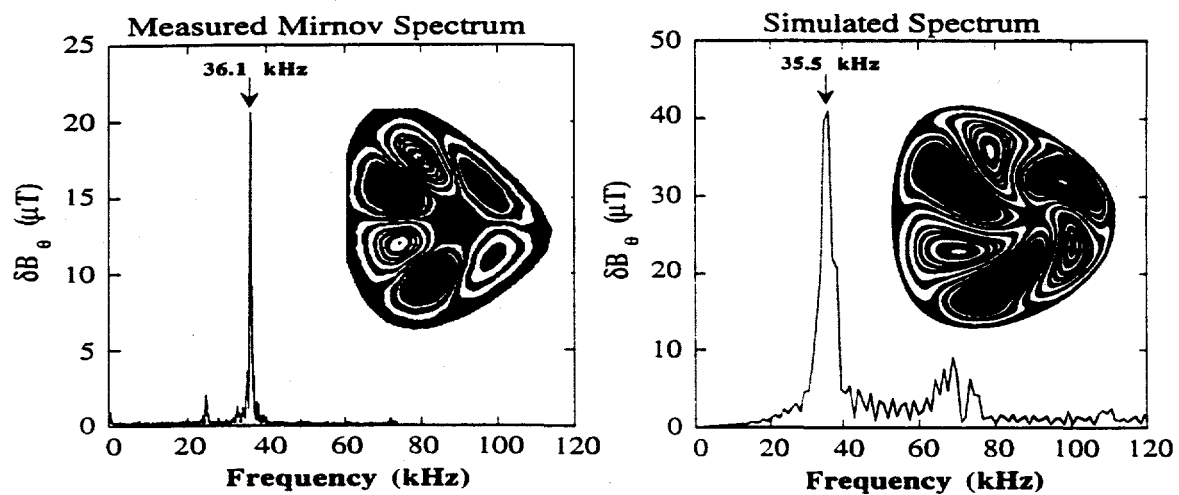 Measured Mirnov Spectrum
25
20
15
10
5
0
δB_θ (μT)
36.1 kHz
0 20 40 60 80 100 120
Frequency (kHz)
Simulated Spectrum
50
40
30
20
10
0
δB_θ (μT)
35.5 kHz
0 20 40 60 80 100 120
Frequency (kHz)